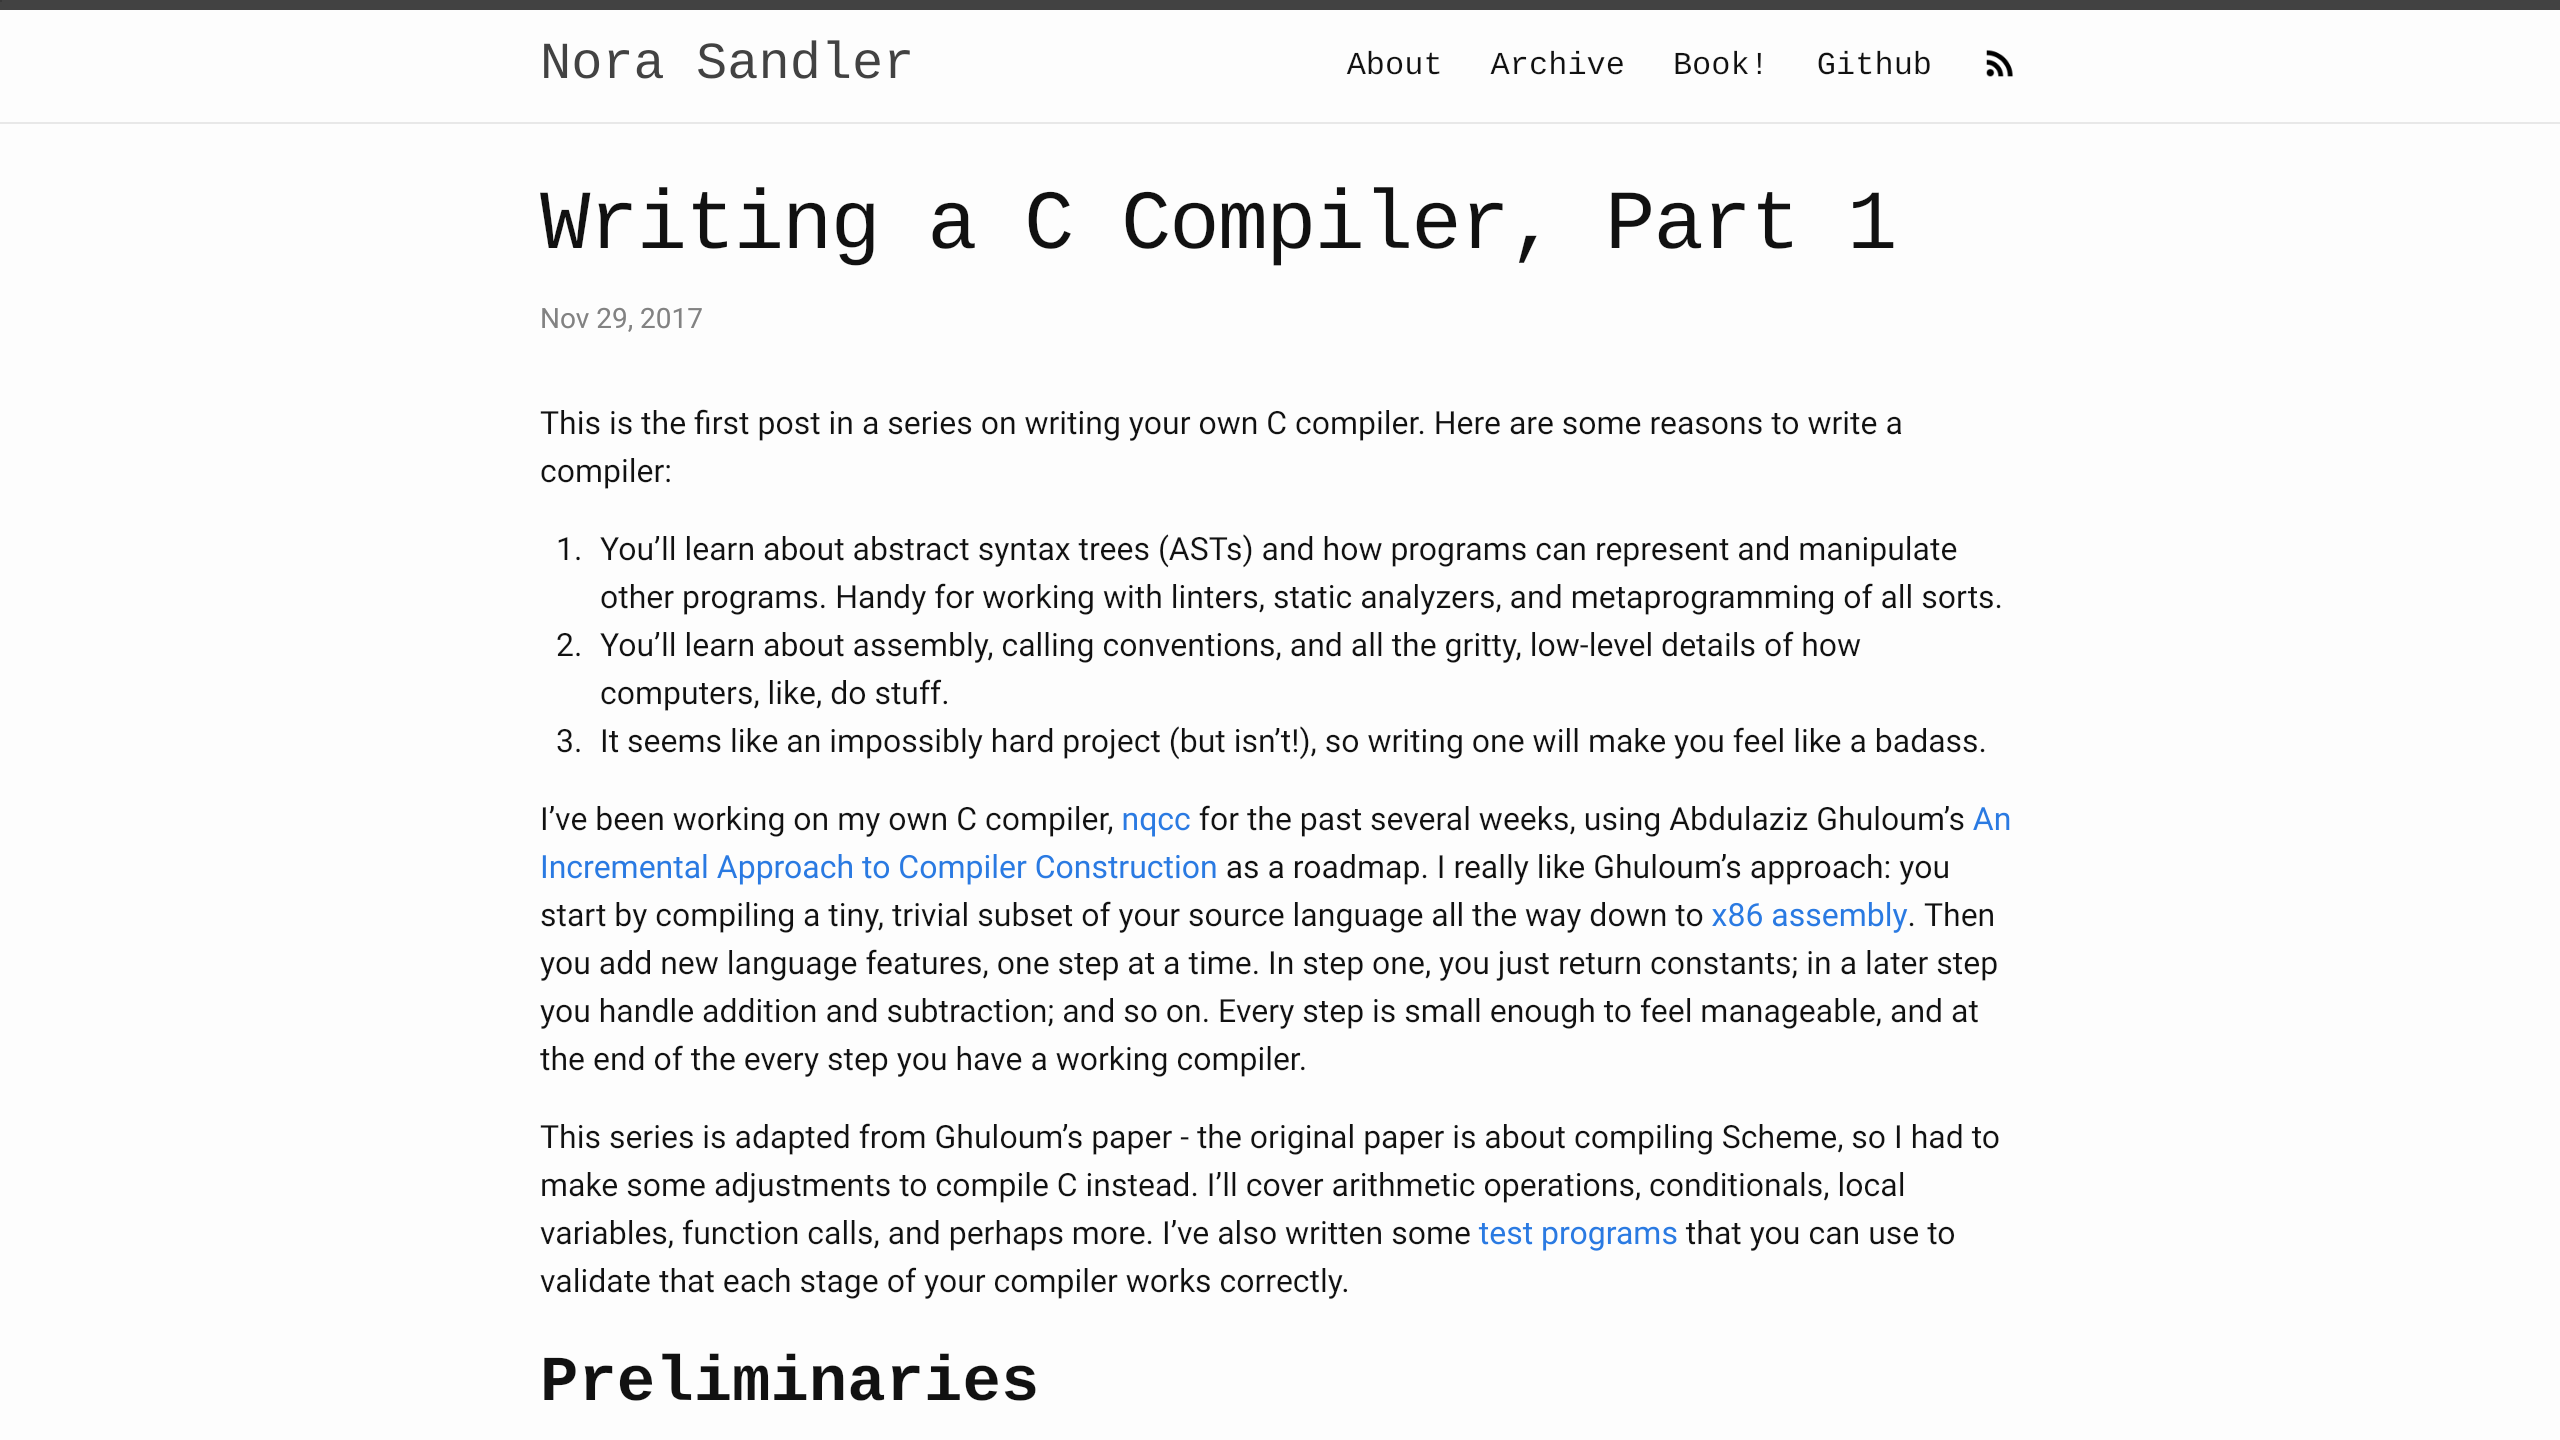 Nora Sandler
About Archive Book! Github
Writing a C Compiler, Part 1
Nov 29, 2017
This is the first post in a series on writing your own C compiler. Here are some reasons to write a
compiler:
1. You’ll learn about abstract syntax trees (ASTs) and how programs can represent and manipulate
other programs. Handy for working with linters, static analyzers, and metaprogramming of all sorts.
2. You’ll learn about assembly, calling conventions, and all the gritty, low-level details of how
computers, like, do stuff.
3. It seems like an impossibly hard project (but isn’t!), so writing one will make you feel like a badass.
I’ve been working on my own C compiler, nqcc for the past several weeks, using Abdulaziz Ghuloum’s An
Incremental Approach to Compiler Construction as a roadmap. I really like Ghuloum’s approach: you
start by compiling a tiny, trivial subset of your source language all the way down to x86 assembly. Then
you add new language features, one step at a time. In step one, you just return constants; in a later step
you handle addition and subtraction; and so on. Every step is small enough to feel manageable, and at
the end of the every step you have a working compiler.
This series is adapted from Ghuloum’s paper - the original paper is about compiling Scheme, so I had to
make some adjustments to compile C instead. I’ll cover arithmetic operations, conditionals, local
variables, function calls, and perhaps more. I’ve also written some test programs that you can use to
validate that each stage of your compiler works correctly.
Preliminaries